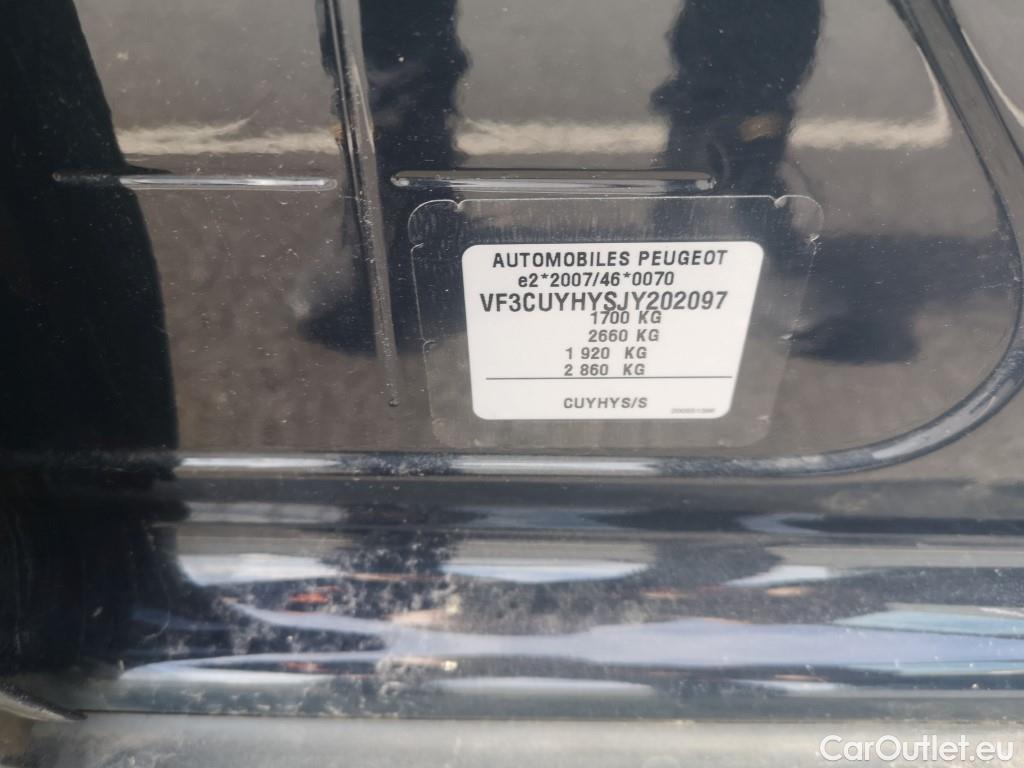 AUTOMOBILES PEUGEOT
e2*2007/46*0070
VF3CUYHYSJY202097
1700 KG
2660 KG
1 920 KG
2 860 KG
CUYHYS/S
CarOutlet.eu